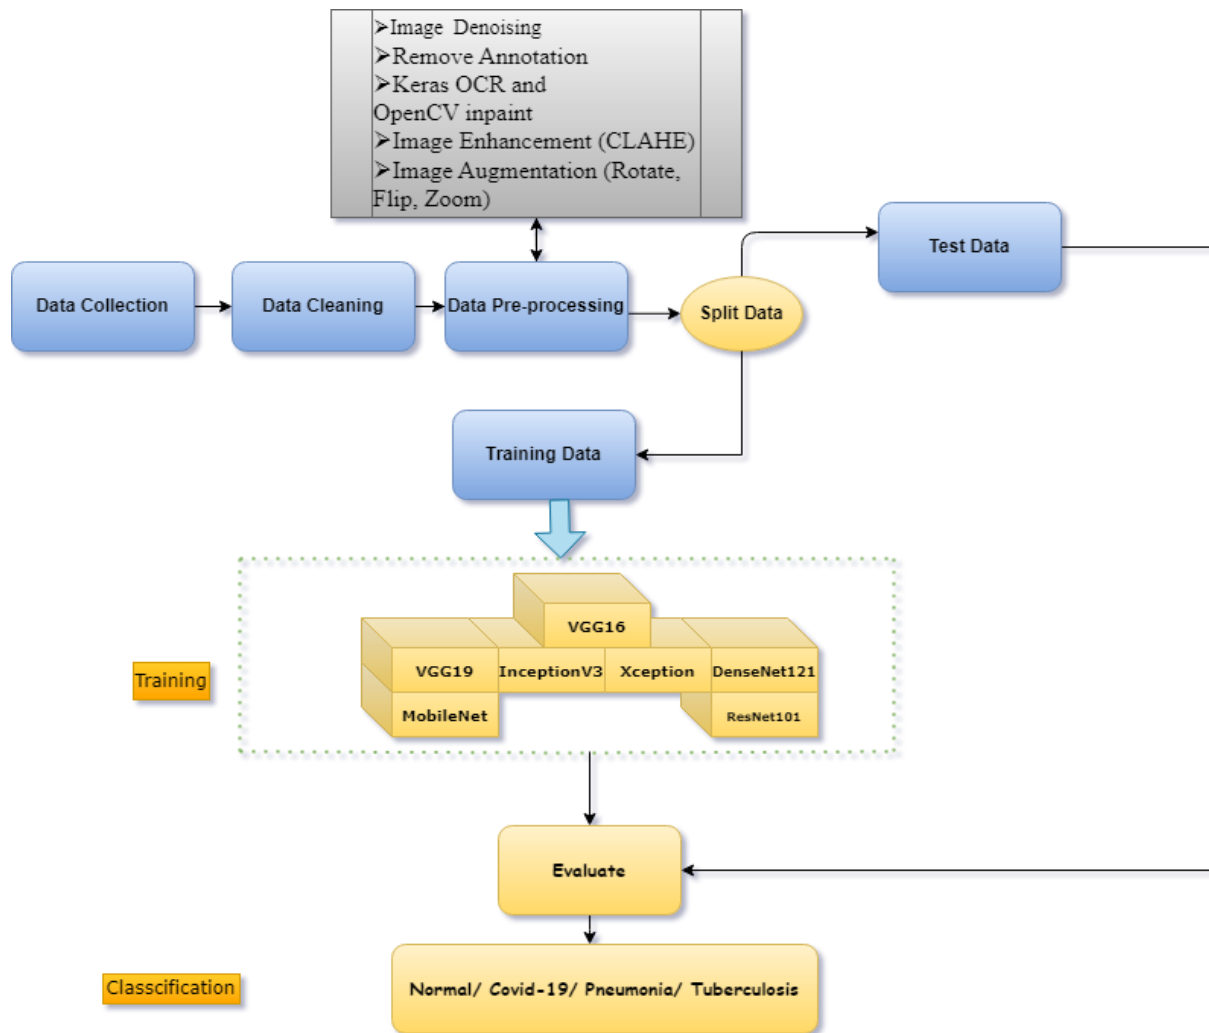 ➢Image Denoising
➢Remove Annotation
➢Keras OCR and
OpenCV inpaint
➢Image Enhancement (CLAHE)
➢Image Augmentation (Rotate,
Flip, Zoom)
Data Collection
Data Cleaning
Data Pre-processing
Split Data
Test Data
Training Data
Training
VGG16
VGG19
InceptionV3
Xception
DenseNet121
MobileNet
ResNet101
Evaluate
Classcification
Normal/ Covid-19/ Pneumonia/ Tuberculosis